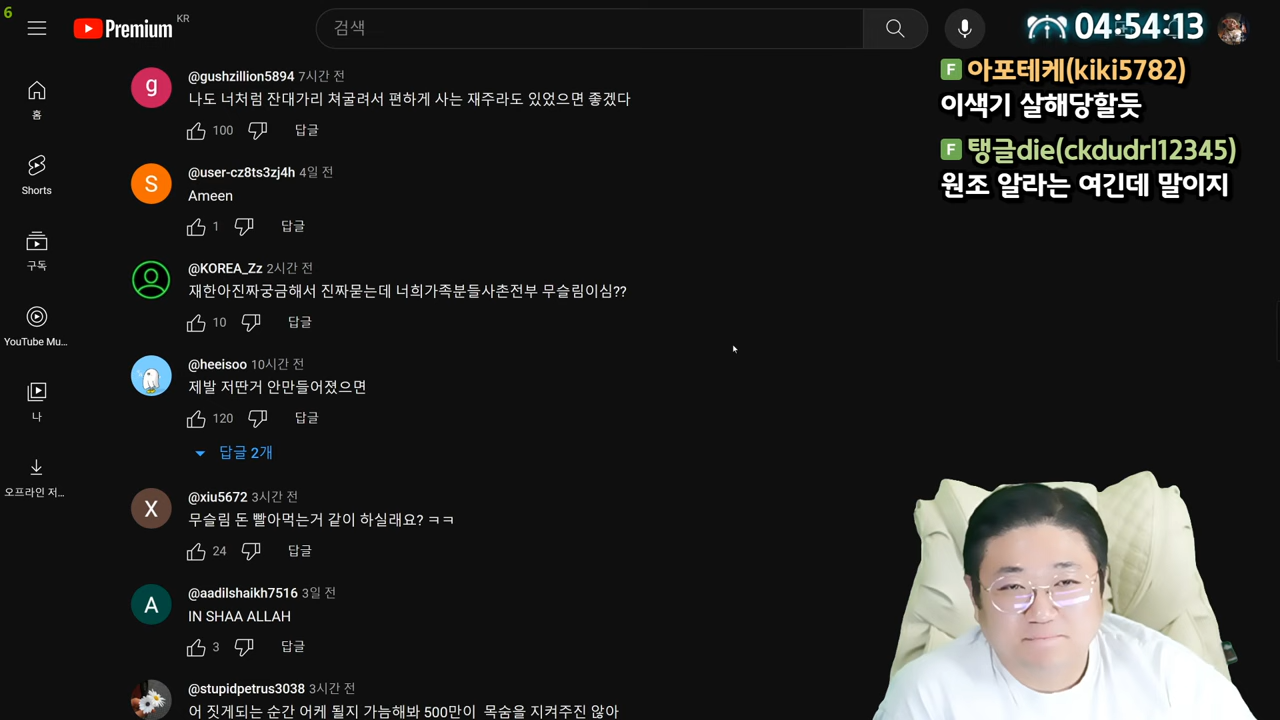 6
Premium KR
검색
04:54:13
홈
Shorts
구독
YouTube Mu...
나
오프라인 저...
g
@gushzillion5894 7시간 전
나도 너처럼 잔대가리 쳐굴려서 편하게 사는 재주라도 있었으면 좋겠다
100 답글
S
@user-cz8ts3zj4h 4일 전
Ameen
1 답글
@KOREA_Zz 2시간 전
재한아진짜궁금해서 진짜묻는데 너희가족분들사촌전부 무슬림이심??
10 답글
@heeisoo 10시간 전
제발 저딴거 안만들어졌으면
120 답글
답글 2개
X
@xiu5672 3시간 전
무슬림 돈 빨아먹는거 같이 하실래요? ㅋㅋ
24 답글
A
@aadilshaikh7516 3일 전
IN SHAA ALLAH
3 답글
@stupidpetrus3038 3시간 전
어 짓게되는 순간 어케 될지 가늠해봐 500만이 목숨을 지켜주진 않아
F 아포테케(kiki5782)
이색기 살해당할듯
F 탱글die(ckdudrl12345)
원조 알라는 여긴데 말이지